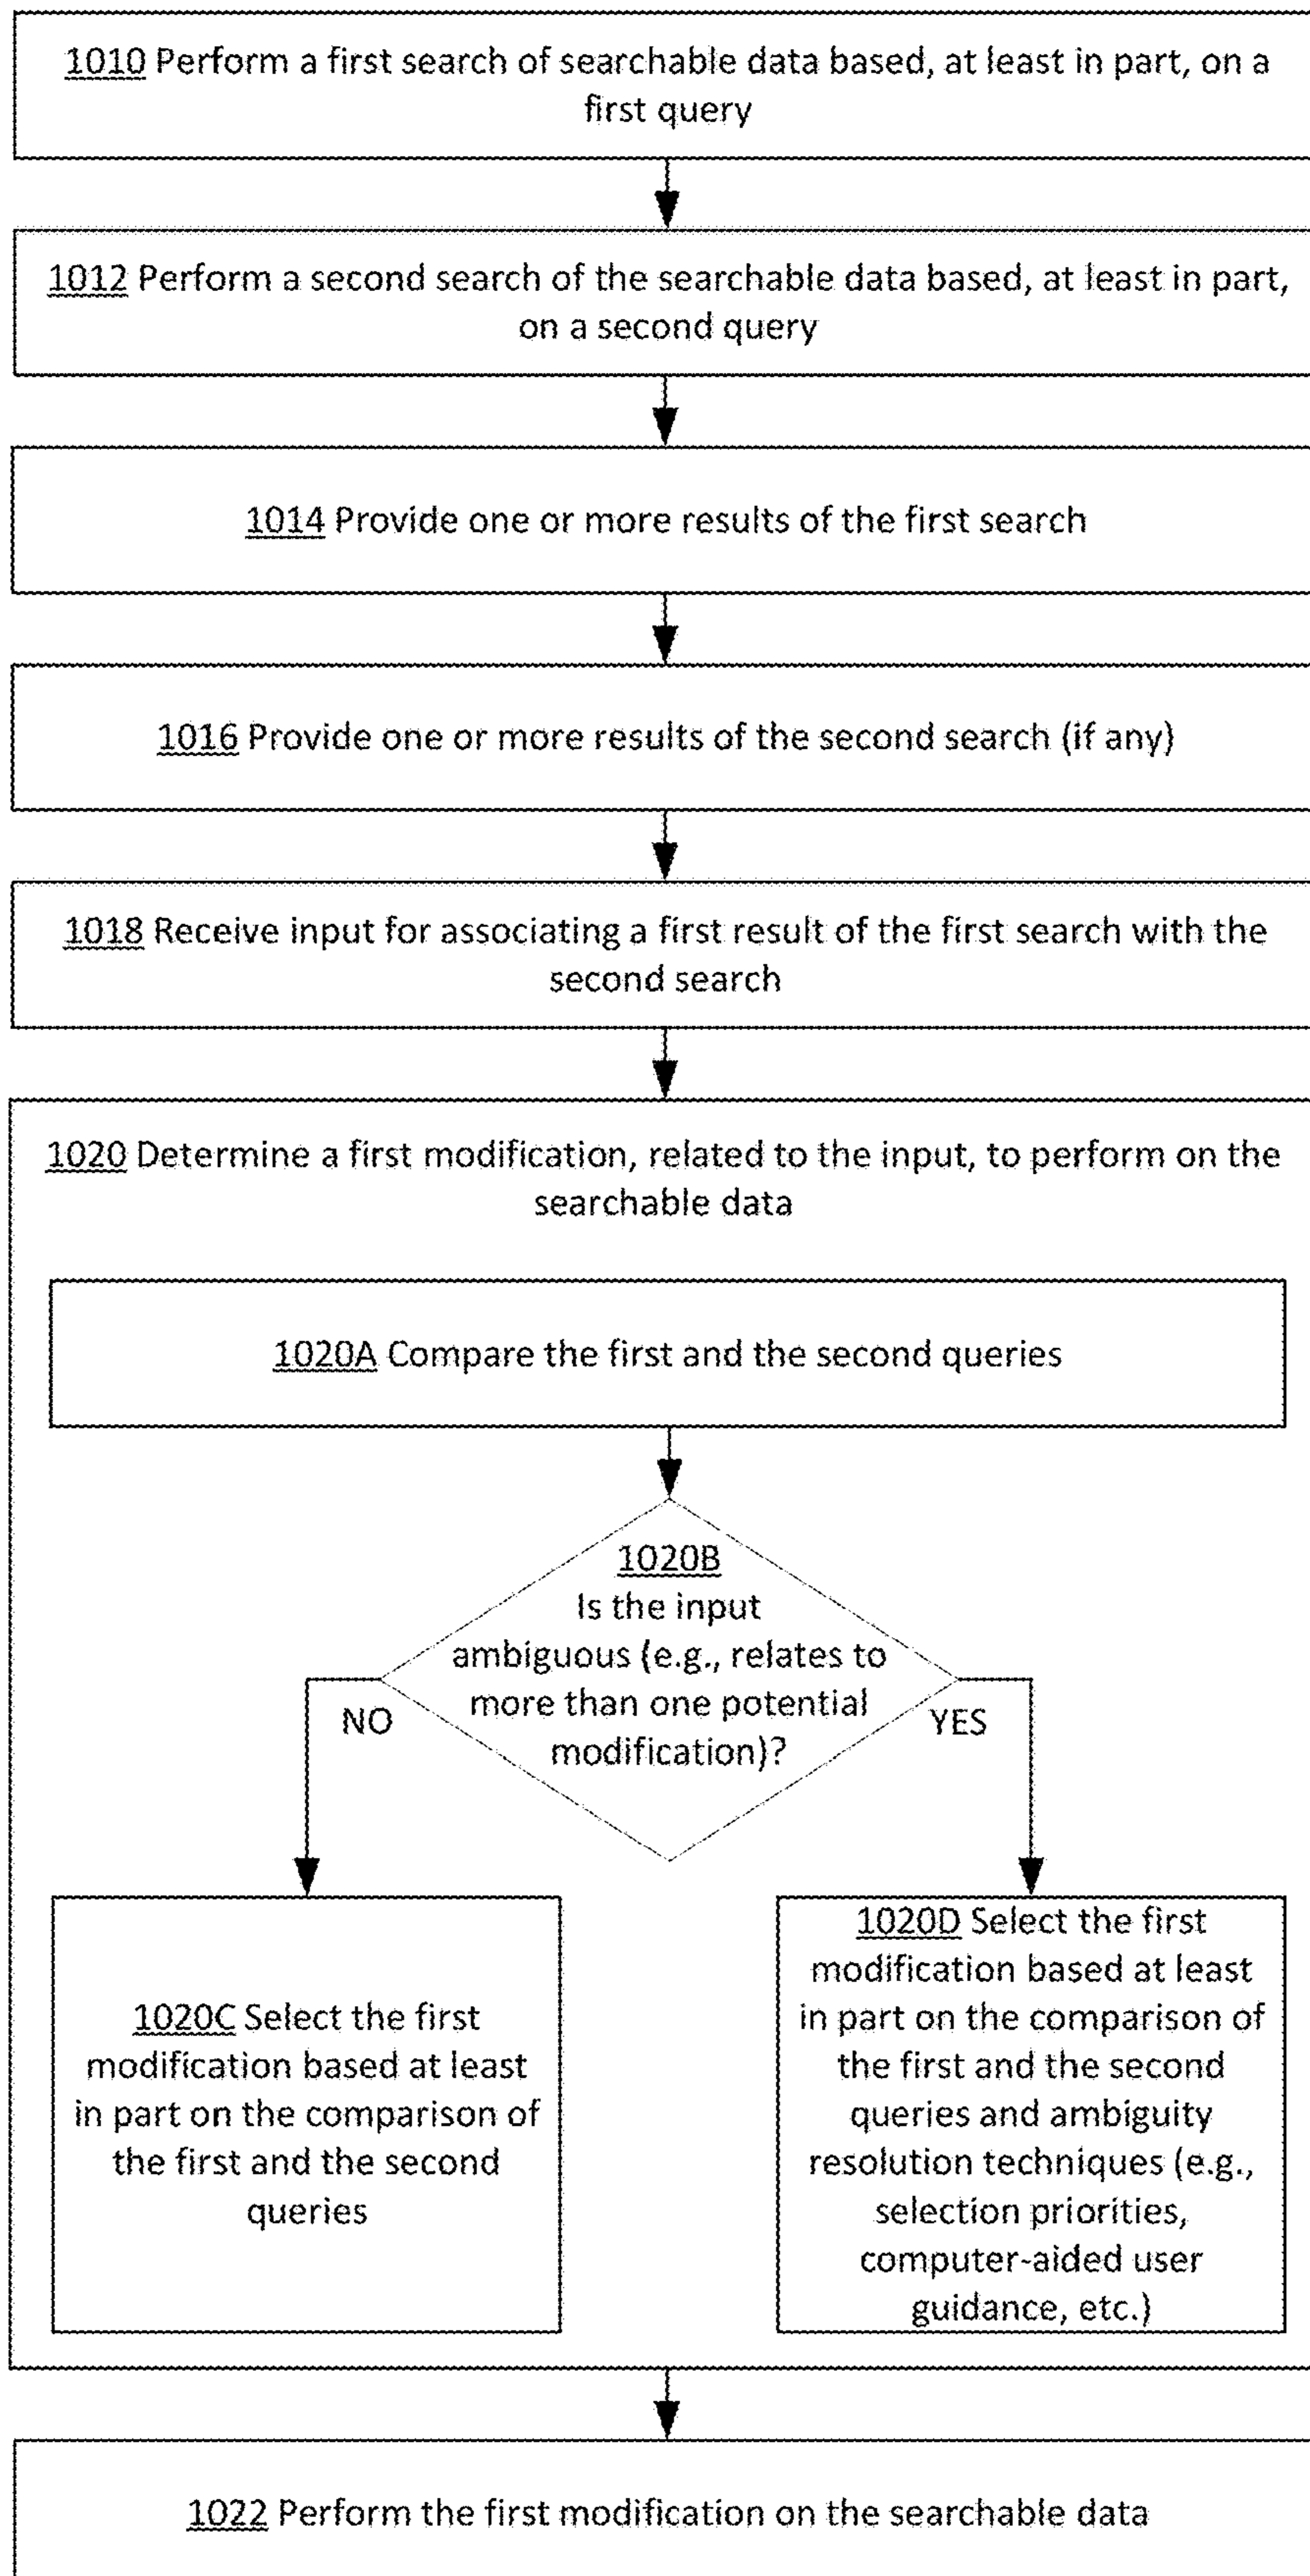 1010 Perform a first search of searchable data based, at least in part, on a
first query
1012 Perform a second search of the searchable data based, at least in part,
on a second query
1014 Provide one or more results of the first search
1016 Provide one or more results of the second search (if any)
1018 Receive input for associating a first result of the first search with the
second search
1020 Determine a first modification, related to the input, to perform on the
searchable data
1020A Compare the first and the second queries
1020B
Is the input
ambiguous (e.g., relates to
more than one potential
modification)?
NO
YES
1020C Select the first
modification based at least
in part on the comparison of
the first and the second
queries
1020D Select the first
modification based at least
in part on the comparison of
the first and the second
queries and ambiguity
resolution techniques (e.g.,
selection priorities,
computer-aided user
guidance, etc.)
1022 Perform the first modification on the searchable data